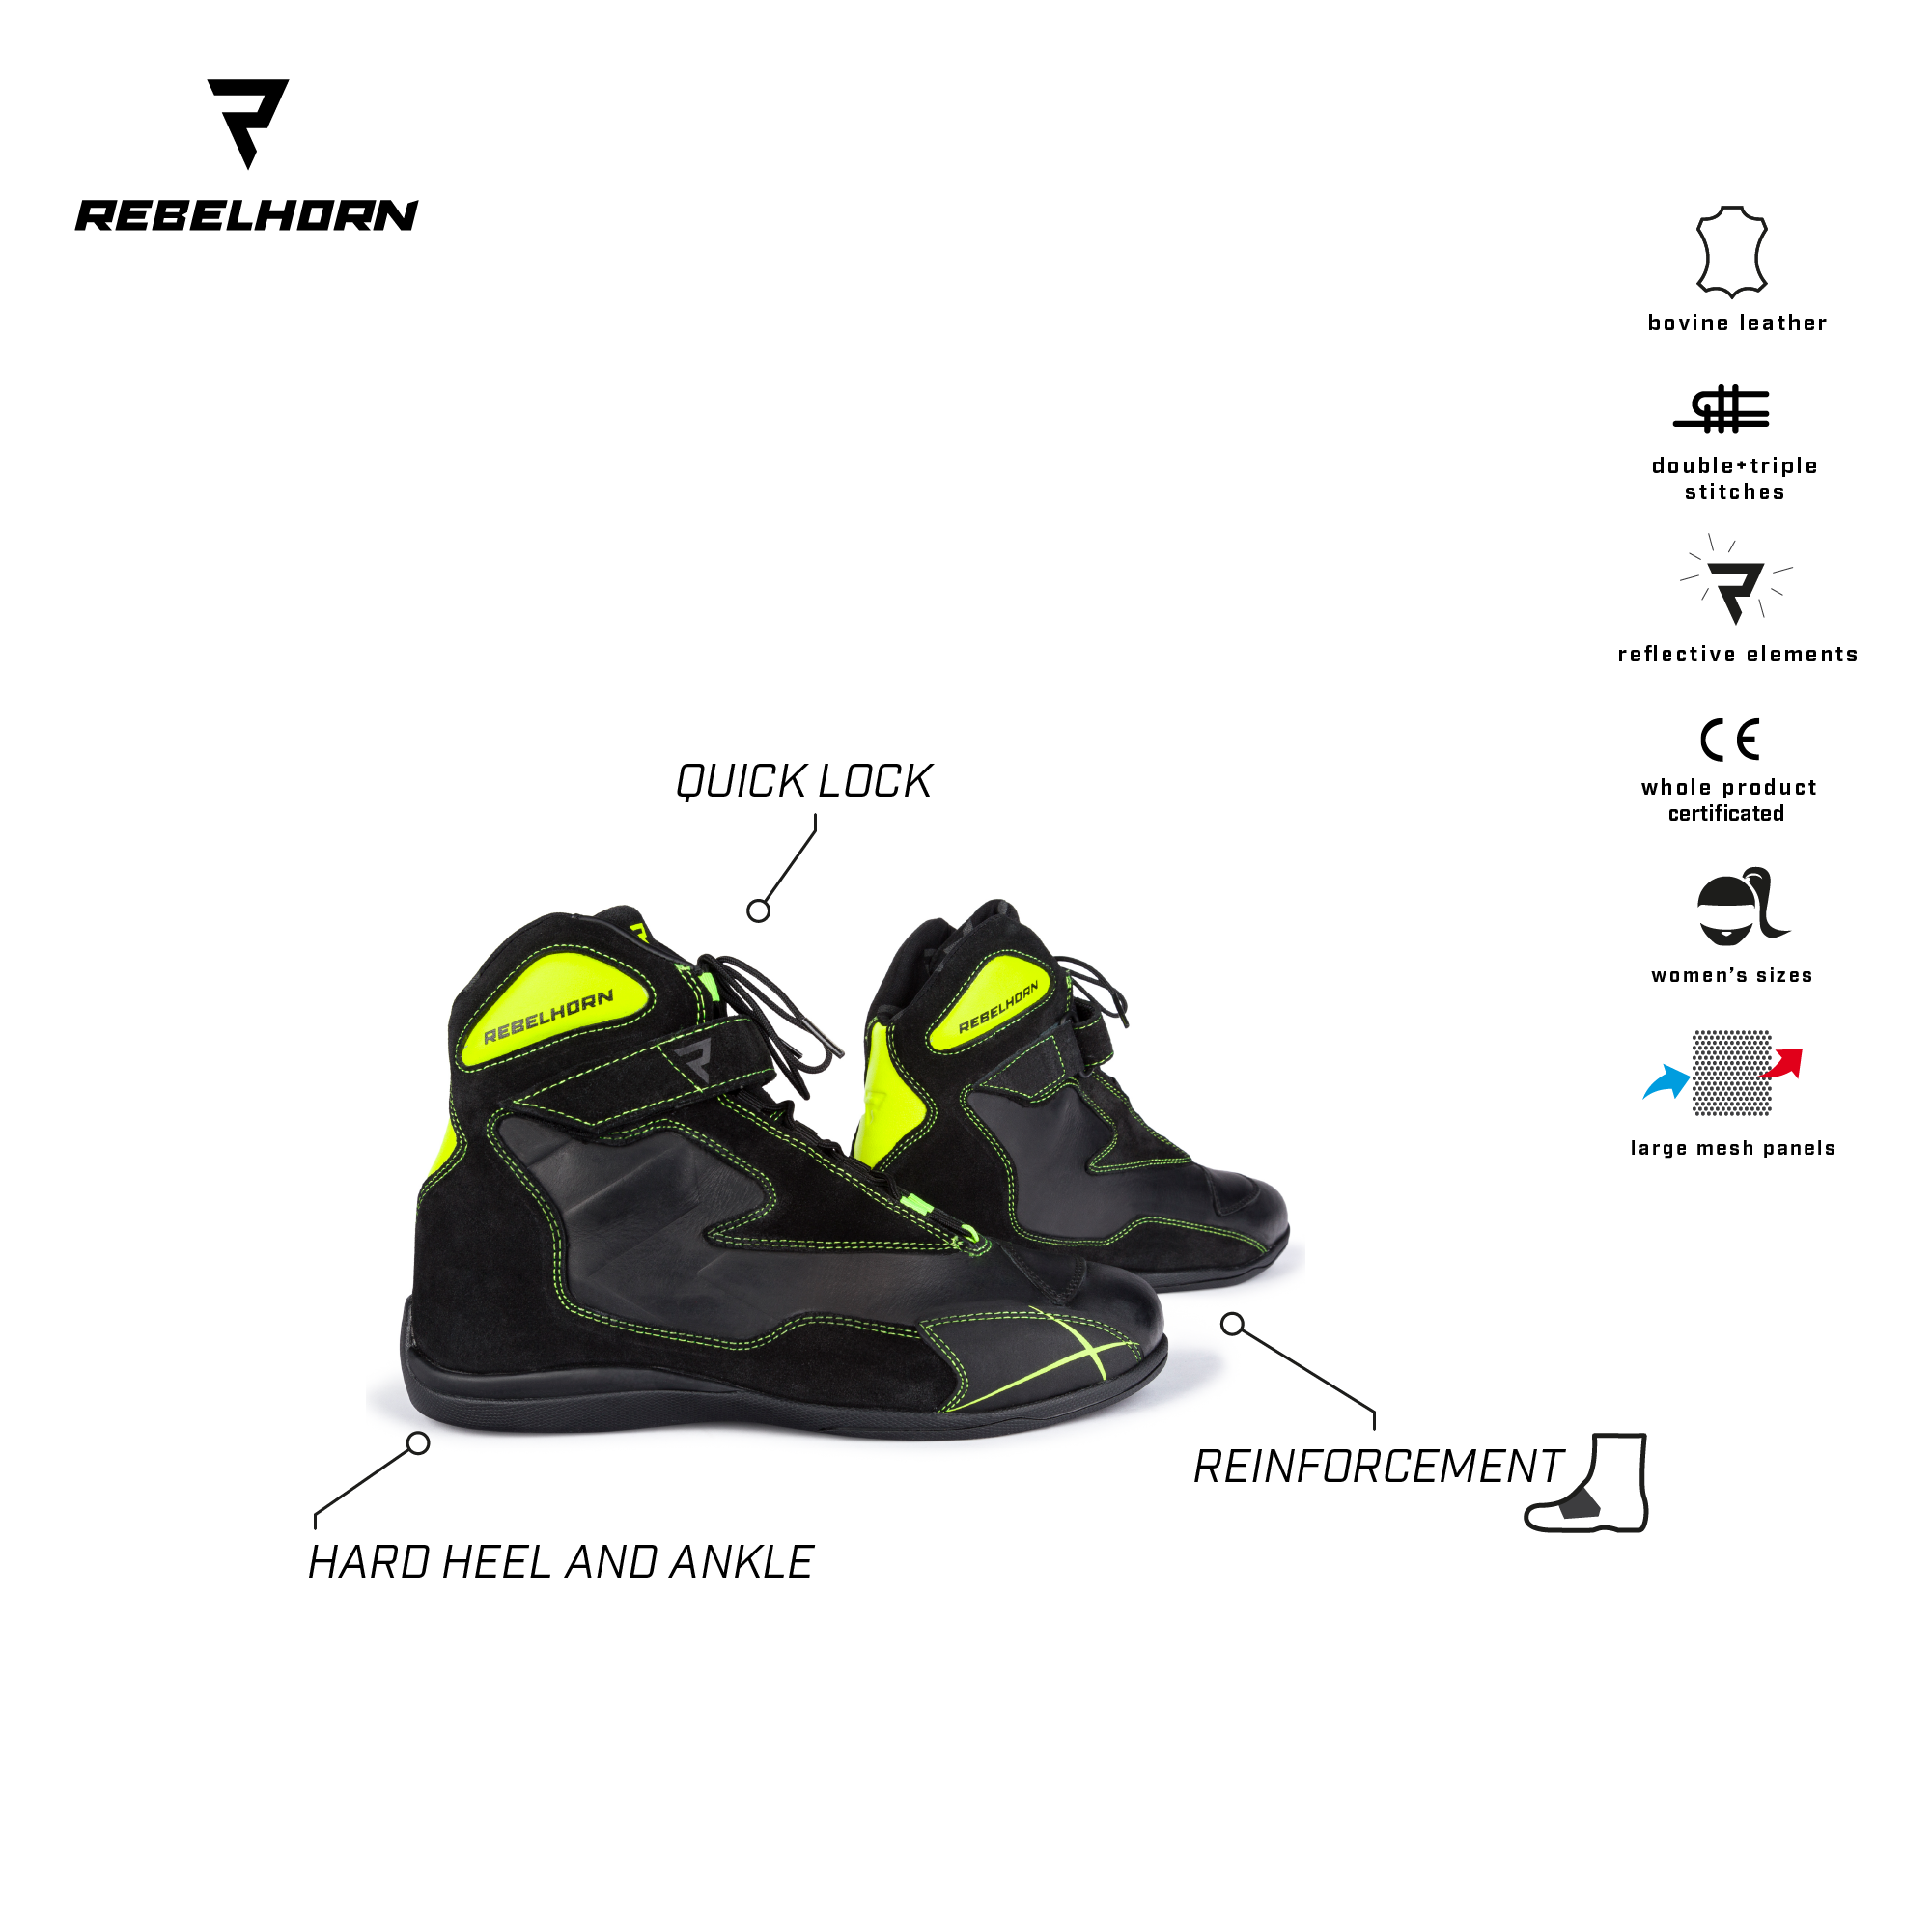 REBELHORN
bovine leather
double+triple
stitches
reflective elements
CE
whole product
certificated
women's sizes
large mesh panels
QUICK LOCK
REBELHORN
REBELHORN
REINFORCEMENT
HARD HEEL AND ANKLE